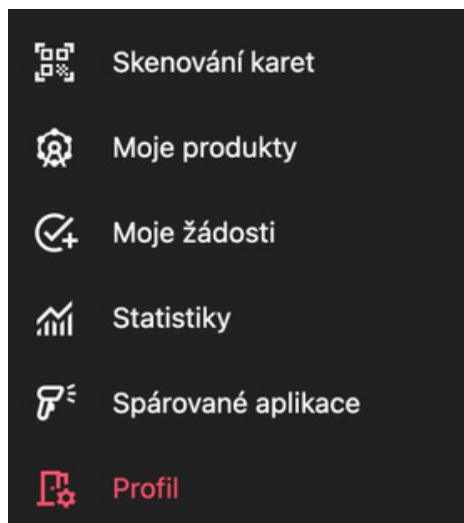 Skenování karet
Moje produkty
Moje žádosti
Statistiky
Spárované aplikace
Profil